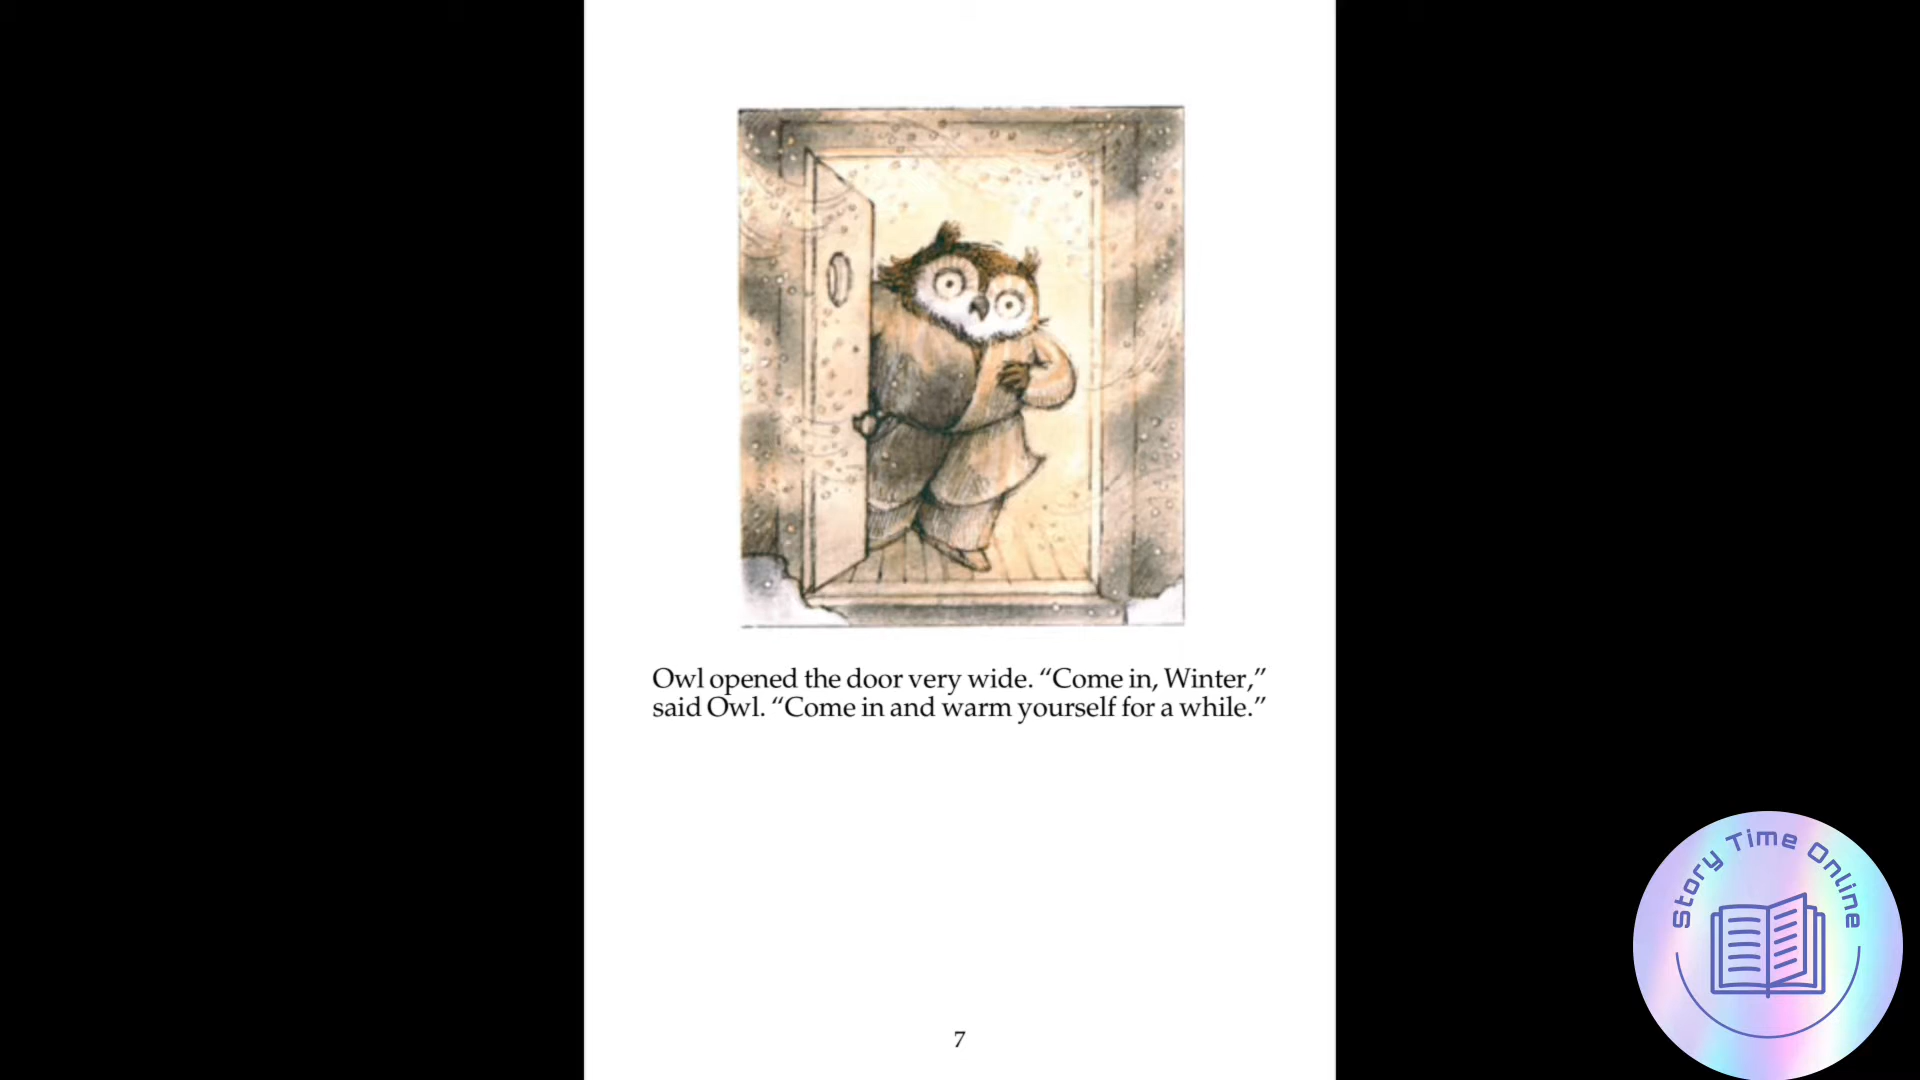 Owl opened the door very wide. “Come in, Winter,”
said Owl. “Come in and warm yourself for a while.”
7
Story Time Online